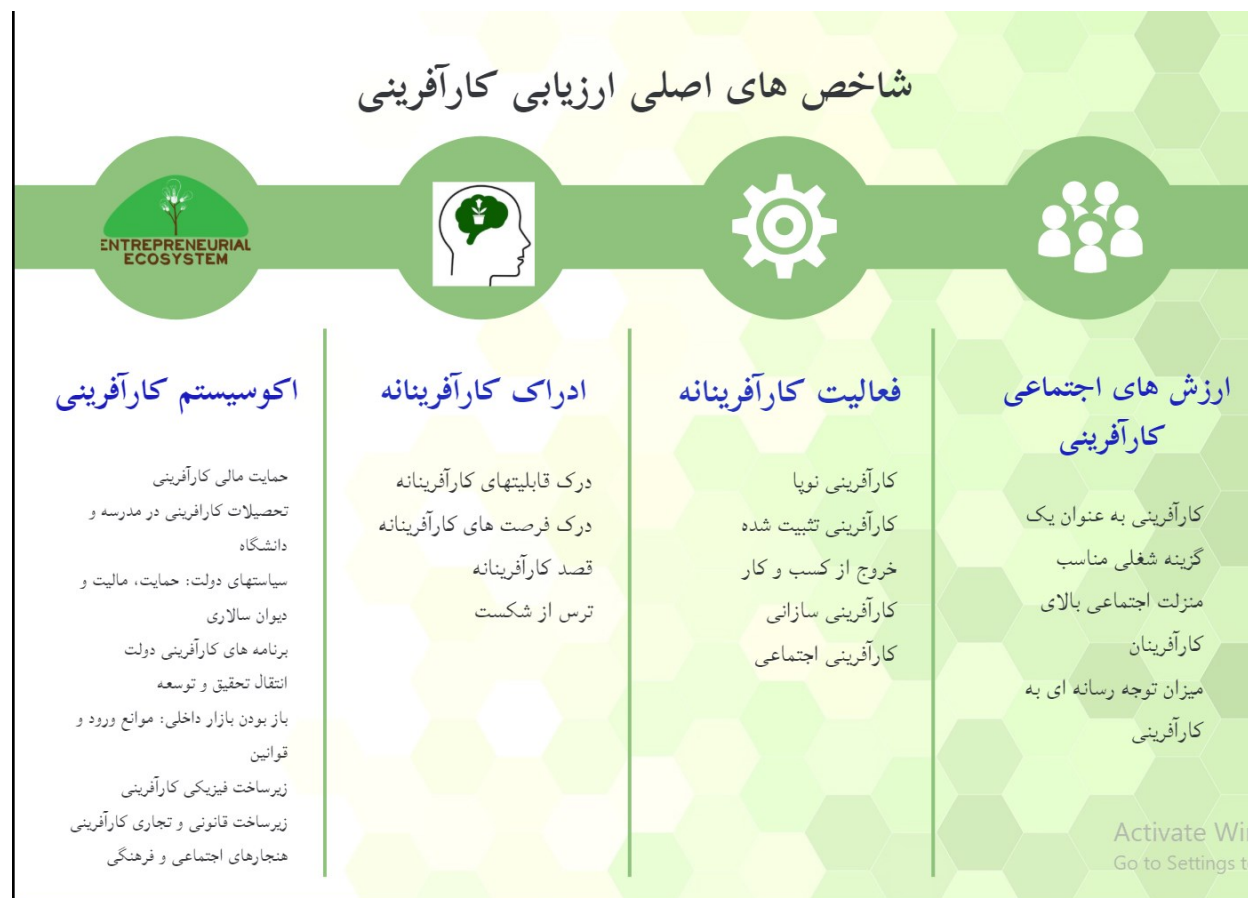 شاخص های اصلی ارزیابی کارآفرینی
ENTREPRENEURIAL
ECOSYSTEM
ارزش های اجتماعی
کارآفرینی
کارآفرینی به عنوان یک
گزینه شغلی مناسب
منزلت اجتماعی بالای
کارآفرینان
میزان توجه رسانه ای به
کارآفرینی
فعالیت کارآفرینانه
کارآفرینی نوپا
کارآفرینی تثبیت شده
خروج از کسب و کار
کارآفرینی سازانی
کارآفرینی اجتماعی
ادراک کارآفرینانه
درک قابلیتهای کارآفرینانه
درک فرصت های کارآفرینانه
قصد کارآفرینانه
ترس از شکست
اکوسیستم کارآفرینی
حمایت مالی کارآفرینی
تحصیلات کارافرینی در مدرسه و
دانشگاه
سیاستهای دولت: حمایت، مالیت و
دیوان سالاری
برنامه های کارآفرینی دولت
انتقال تحقیق و توسعه
باز بودن بازار داخلی: موانع ورود و
قوانین
زیرساخت فیزیکی کارآفرینی
زیرساخت قانونی و تجاری کارآفرینی
هنجارهای اجتماعی و فرهنگی
Activate Wi
Go to Settings t